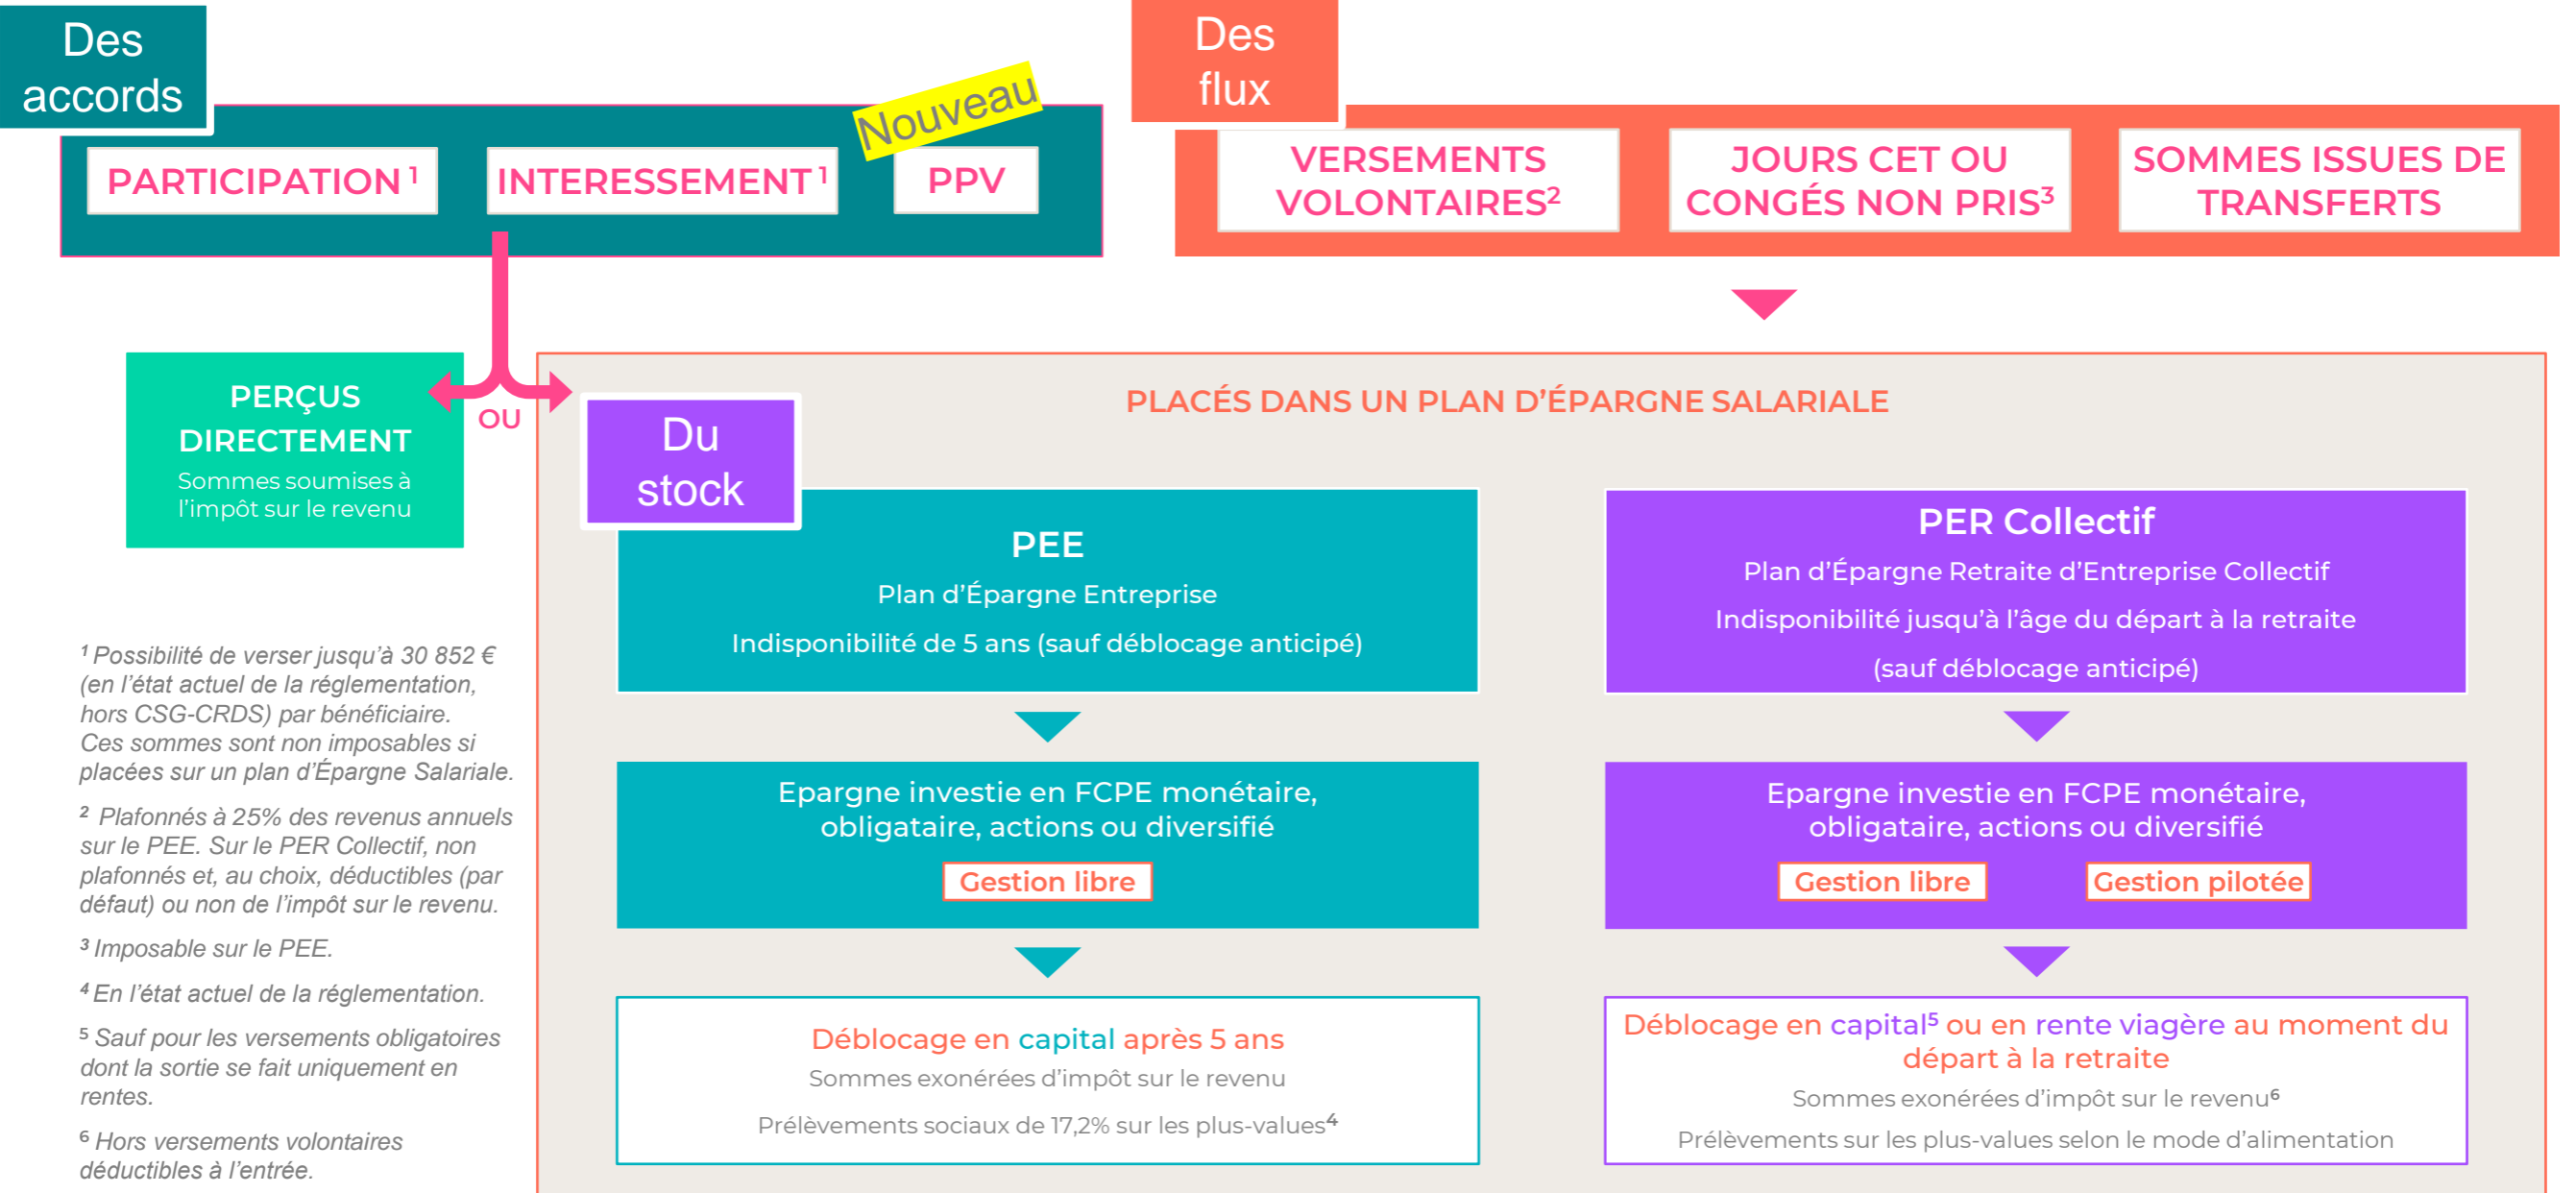 Des
accords
Nouveau
PARTICIPATION ¹
INTERESSEMENT ¹
PPV
Des
flux
VERSEMENTS
VOLONTAIRES²
JOURS CET OU
CONGÉS NON PRIS³
SOMMES ISSUES DE
TRANSFERTS
PERÇUS
DIRECTEMENT
Sommes soumises à
l'impôt sur le revenu
OU
PLACÉS DANS UN PLAN D'ÉPARGNE SALARIALE
Du
stock
PEE
Plan d'Épargne Entreprise
Indisponibilité de 5 ans (sauf déblocage anticipé)
Epargne investie en FCPE monétaire,
obligataire, actions ou diversifié
Gestion libre
Déblocage en capital après 5 ans
Sommes exonérées d'impôt sur le revenu
Prélèvements sociaux de 17,2% sur les plus-values⁴
PER Collectif
Plan d'Épargne Retraite d'Entreprise Collectif
Indisponibilité jusqu'à l'âge du départ à la retraite
(sauf déblocage anticipé)
Epargne investie en FCPE monétaire,
obligataire, actions ou diversifié
Gestion libre
Gestion pilotée
Déblocage en capital⁵ ou en rente viagère au moment du
départ à la retraite
Sommes exonérées d'impôt sur le revenu⁶
Prélèvements sur les plus-values selon le mode d'alimentation
¹ Possibilité de verser jusqu'à 30 852 €
(en l'état actuel de la réglementation,
hors CSG-CRDS) par bénéficiaire.
Ces sommes sont non imposables si
placées sur un plan d'Épargne Salariale.
² Plafonnés à 25% des revenus annuels
sur le PEE. Sur le PER Collectif, non
plafonnés et, au choix, déductibles (par
défaut) ou non de l'impôt sur le revenu.
³ Imposable sur le PEE.
⁴ En l'état actuel de la réglementation.
⁵ Sauf pour les versements obligatoires
dont la sortie se fait uniquement en
rentes.
⁶ Hors versements volontaires
déductibles à l'entrée.